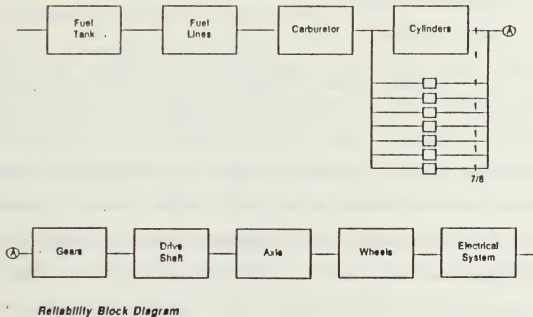 Fuel
Tank
Fuel
Lines
Carburetor
Cylinders
1
A
1
1
1
1
1
1
7/8
A
Gears
Drive
Shaft
Axle
Wheels
Electrical
System
Reliability Block Diagram